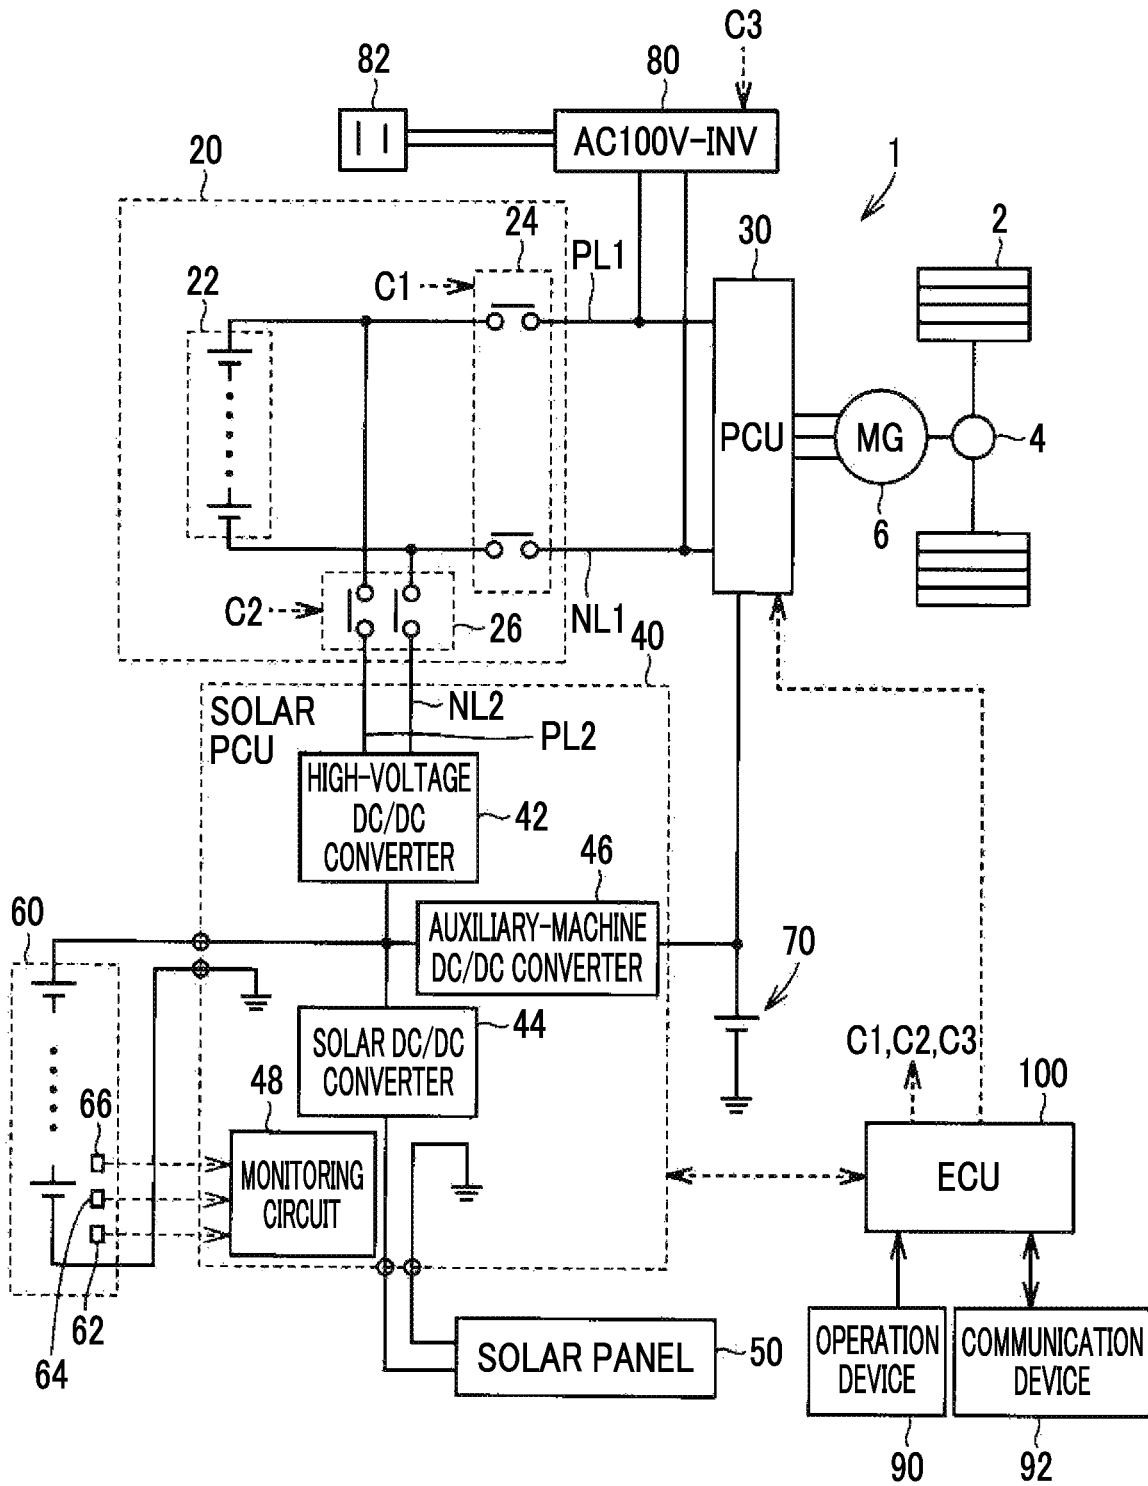 C3
82
80
AC100V-INV
20
1
24
30
2
PL1
22
C1
PCU
MG
4
6
C2
26
NL1
40
SOLAR
PCU
NL2
PL2
HIGH-VOLTAGE
DC/DC
CONVERTER
42
46
60
AUXILIARY-MACHINE
DC/DC CONVERTER
70
44
SOLAR DC/DC
CONVERTER
C1,C2,C3
48
100
66
MONITORING
CIRCUIT
ECU
62
64
SOLAR PANEL
50
OPERATION
DEVICE
COMMUNICATION
DEVICE
90
92